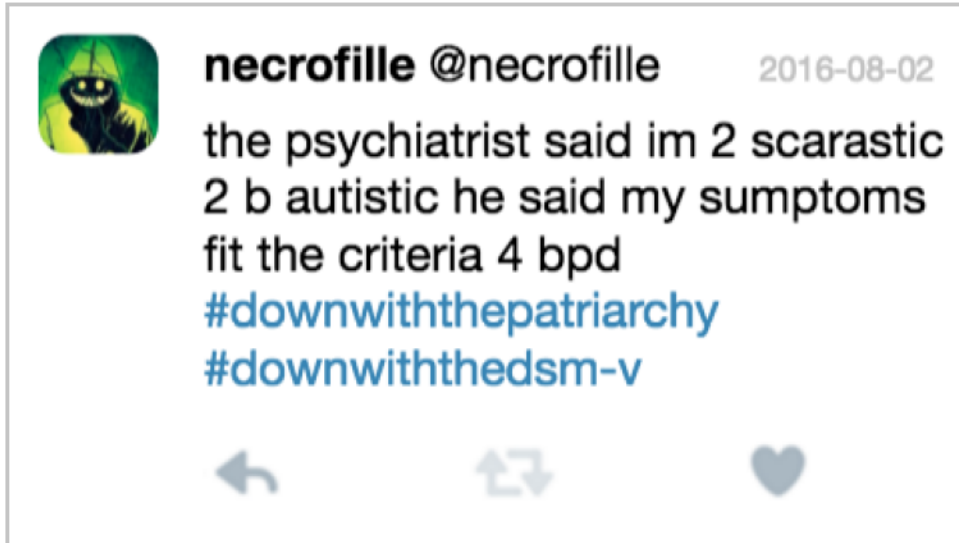 necrofille @necrofille 2016-08-02
the psychiatrist said im 2 scarastic
2 b autistic he said my sumptoms
fit the criteria 4 bpd
#downwiththepatriarchy
#downwiththedsm-v